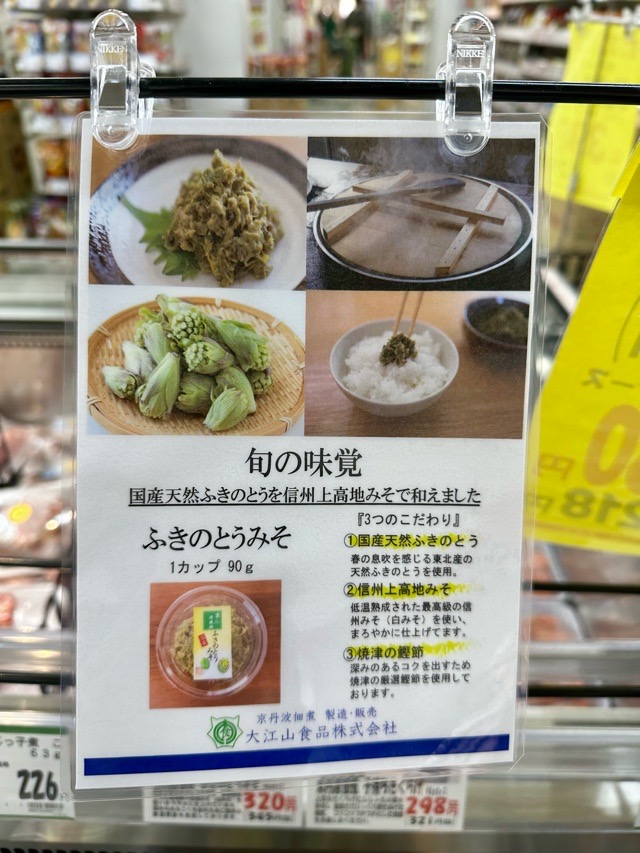 NIKKEN
NIKKEN
旬の味覚
国産天然ふきのとうを信州上高地みそで和えました
ふきのとうみそ
1カップ 90g
『3つのこだわり』
①国産天然ふきのとう
春の息吹を感じる東北産の
天然ふきのとうを使用。
②信州上高地みそ
低温熟成された最高級の信
州みそ（白みそ）を使い、
まろやかに仕上げてます。
③焼津の鰹節
深みのあるコクを出すため
焼津の厳選鰹節を使用して
おります。
京丹波佃煮 製造・販売
大江山食品株式会社
226
320円
298円
321円
218